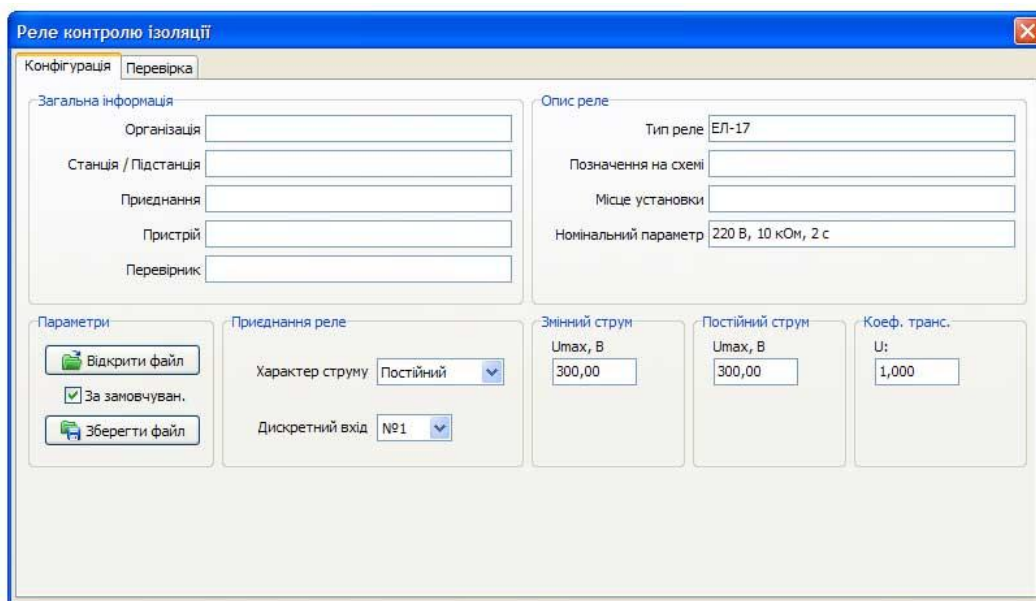 Реле контролю ізоляції
Конфігурація Перевірка
Загальна інформація
Організація
Станція / Підстанція
Приєднання
Пристрій
Перевірник
Опис реле
Тип реле ЕЛ-17
Позначення на схемі
Місце установки
Номінальний параметр 220 В, 10 кОм, 2 с
Параметри
Відкрити файл
За замовчуван.
Зберегти файл
Приєднання реле
Характер струму Постійний
Дискретний вхід №1
Змінний струм
Umax, В
300,00
Постійний струм
Umax, В
300,00
Коеф. транс.
U:
1,000